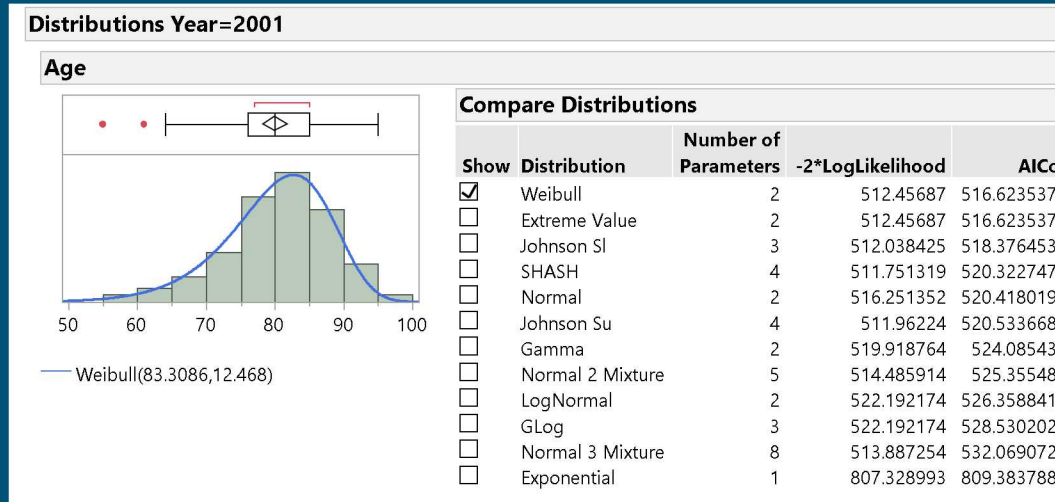 Distributions Year=2001
Age
50 60 70 80 90 100
Weibull(83.3086,12.468)
Compare Distributions
Number of
Show Distribution Parameters -2*LogLikelihood AICc
Weibull 2 512.45687 516.623537
Extreme Value 2 512.45687 516.623537
Johnson Sl 3 512.038425 518.376453
SHASH 4 511.751319 520.322747
Normal 2 516.251352 520.418019
Johnson Su 4 511.96224 520.533668
Gamma 2 519.918764 524.08543
Normal 2 Mixture 5 514.485914 525.35548
LogNormal 2 522.192174 526.358841
GLog 3 522.192174 528.530202
Normal 3 Mixture 8 513.887254 532.069072
Exponential 1 807.328993 809.383788